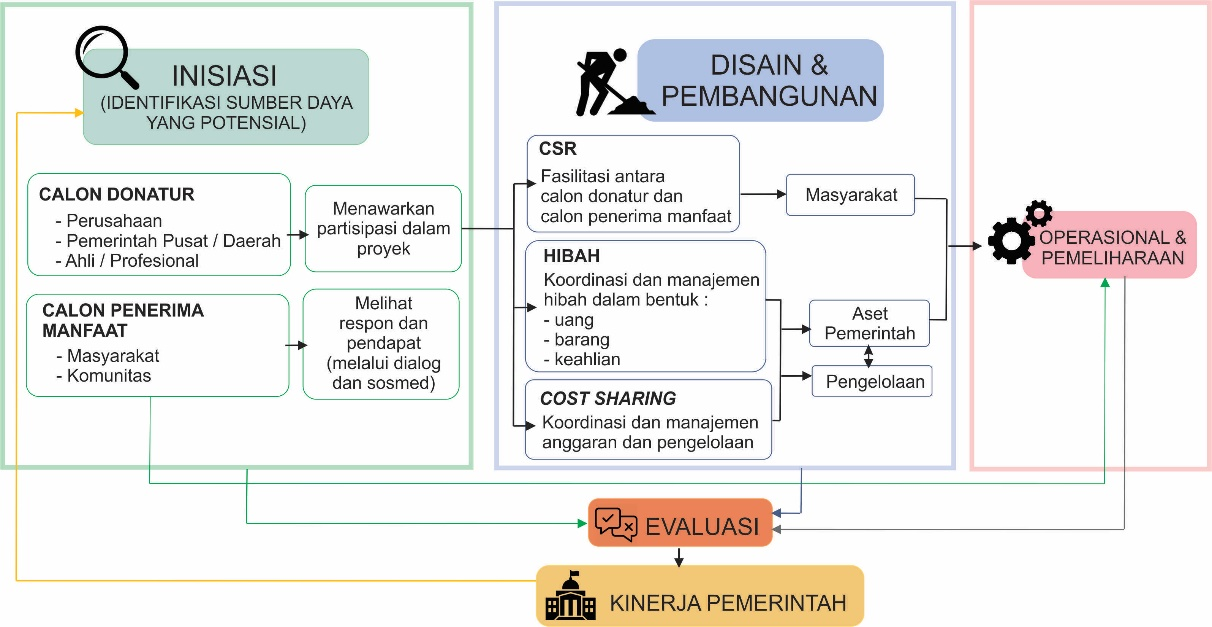 INISIASI
(IDENTIFIKASI SUMBER DAYA
YANG POTENSIAL)
CALON DONATUR
- Perusahaan
- Pemerintah Pusat / Daerah
- Ahli / Profesional
Menawarkan
partisipasi dalam
proyek
CALON PENERIMA
MANFAAT
- Masyarakat
- Komunitas
Melihat
respon dan
pendapat
(melalui dialog
dan sosmed)
DISAIN &
PEMBANGUNAN
CSR
Fasilitasi antara
calon donatur dan
calon penerima manfaat
Masyarakat
HIBAH
Koordinasi dan manajemen
hibah dalam bentuk :
- uang
- barang
- keahlian
Aset
Pemerintah
Pengelolaan
COST SHARING
Koordinasi dan manajemen
anggaran dan pengelolaan
OPERASIONAL &
PEMELIHARAAN
EVALUASI
KINERJA PEMERINTAH